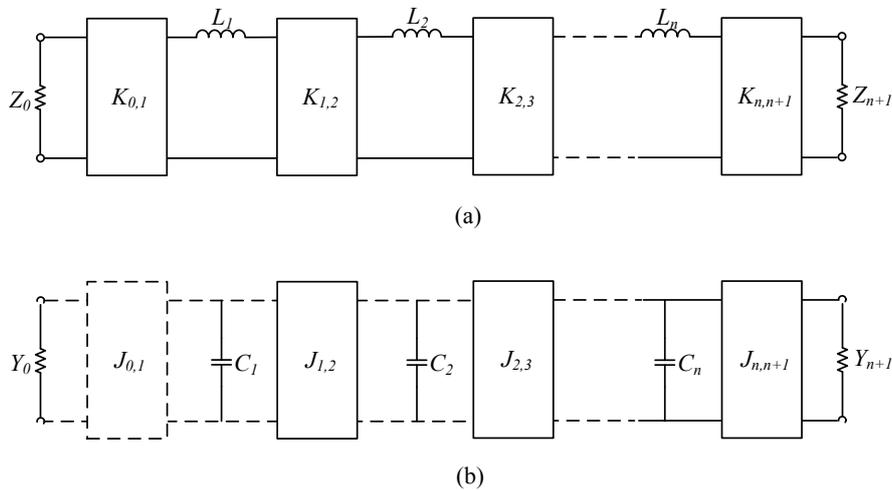 L1 L2 Ln
Z0 K0,1 K1,2 K2,3 Kn,n+1 Zn+1
(a)
Y0 J0,1 C1 J1,2 C2 J2,3 Cn Jn,n+1 Yn+1
(b)